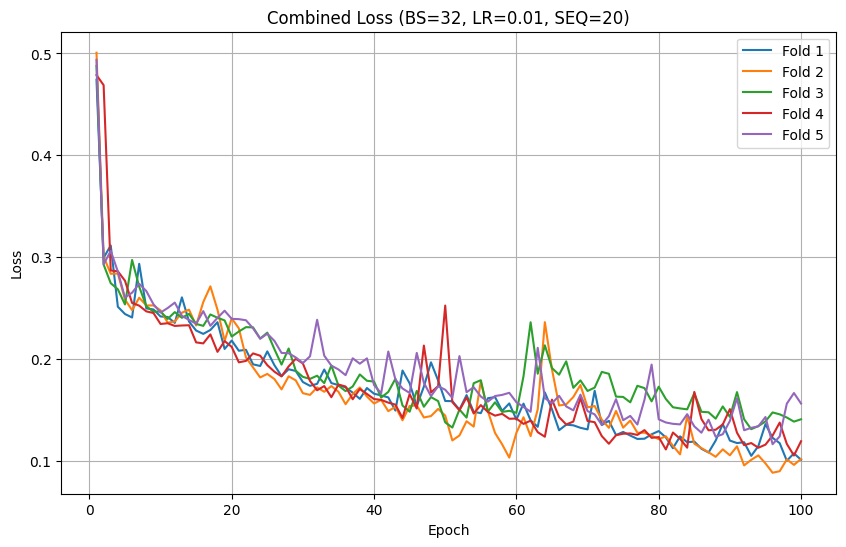 Combined Loss (BS=32, LR=0.01, SEQ=20)
Fold 1
Fold 2
Fold 3
Fold 4
Fold 5
0.5
0.4
0.3
0.2
0.1
Loss
0
20
40
60
80
100
Epoch